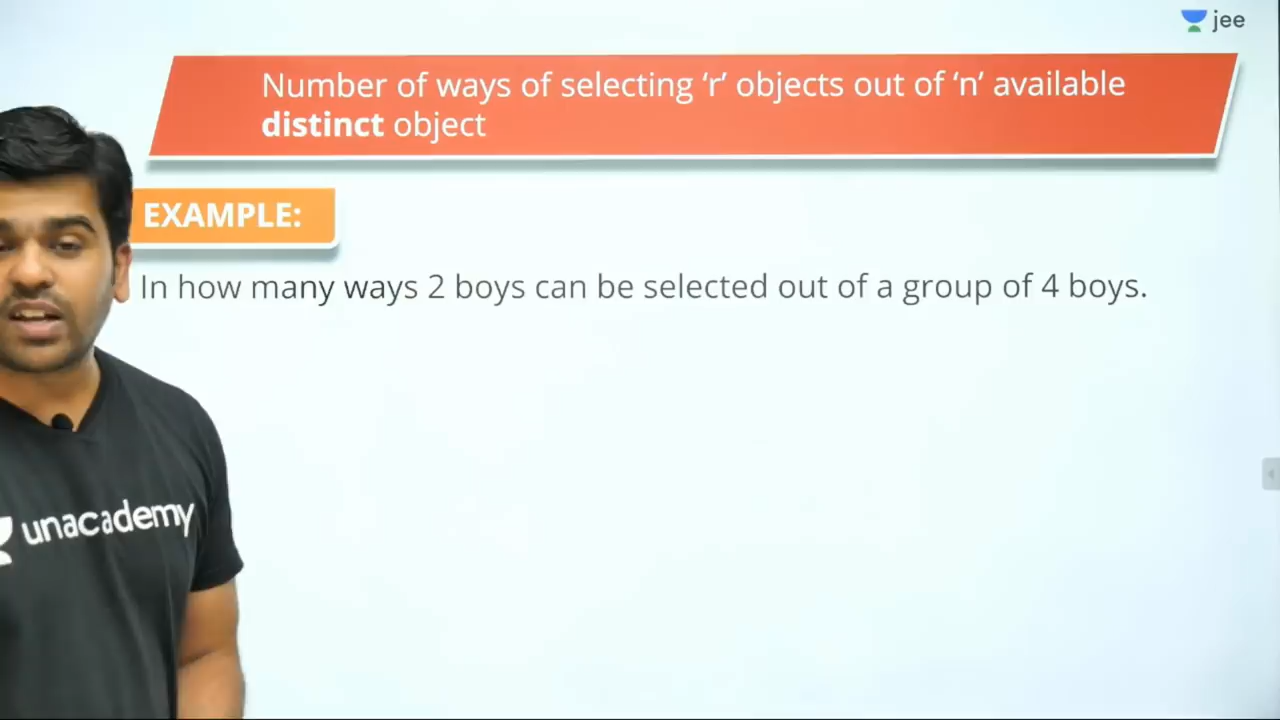 jee
Number of ways of selecting ‘r’ objects out of ‘n’ available
distinct object
EXAMPLE:
In how many ways 2 boys can be selected out of a group of 4 boys.
unacademy